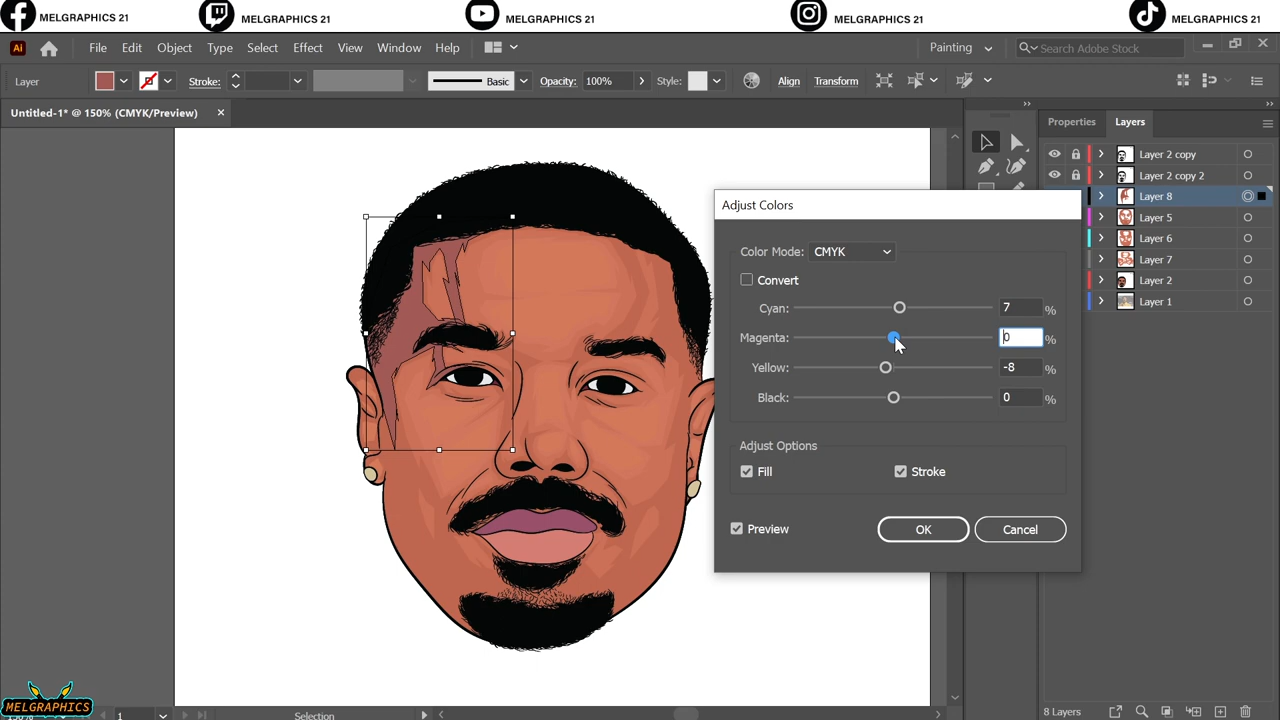 MELGRAPHICS 21
MELGRAPHICS 21
MELGRAPHICS 21
MELGRAPHICS 21
MELGRAPHICS 21
Ai File Edit Object Type Select Effect View Window Help Painting Search Adobe Stock
Layer Stroke: Basic Opacity: 100% Style: Align Transform
Untitled-1* @ 150% (CMYK/Preview)
Properties Layers
Layer 2 copy
Layer 2 copy 2
Layer 8
Layer 5
Layer 6
Layer 7
Layer 2
Layer 1
Adjust Colors
Color Mode: CMYK
Convert
Cyan: 7 %
Magenta: 0 %
Yellow: -8 %
Black: 0 %
Adjust Options
Fill Stroke
Preview OK Cancel
MELGRAPHICS
1 Selection 8 Layers